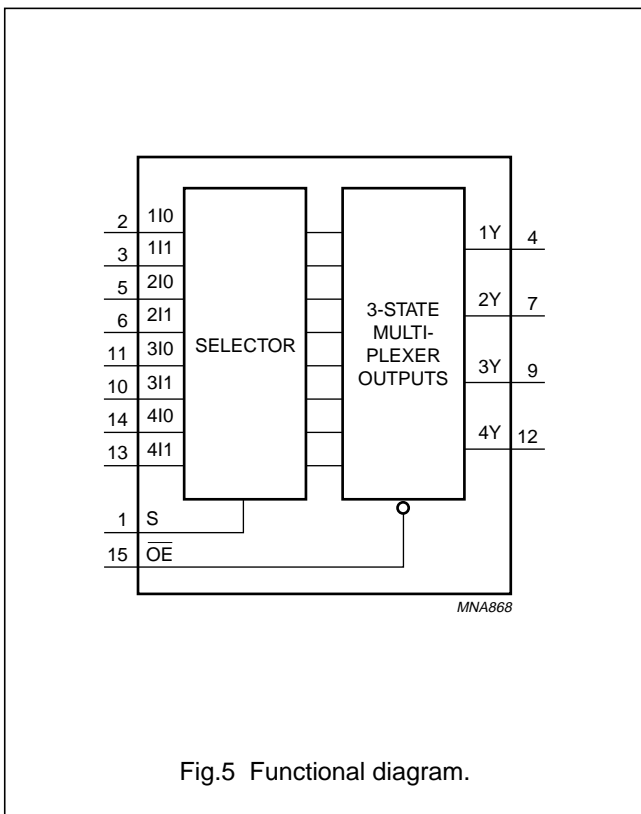 2 1I0
3 1I1
5 2I0
6 2I1
11 3I0
10 3I1
14 4I0
13 4I1
1 S
15 O̅E̅
SELECTOR
3-STATE
MULTI-
PLEXER
OUTPUTS
1Y 4
2Y 7
3Y 9
4Y 12
MNA868
Fig.5 Functional diagram.